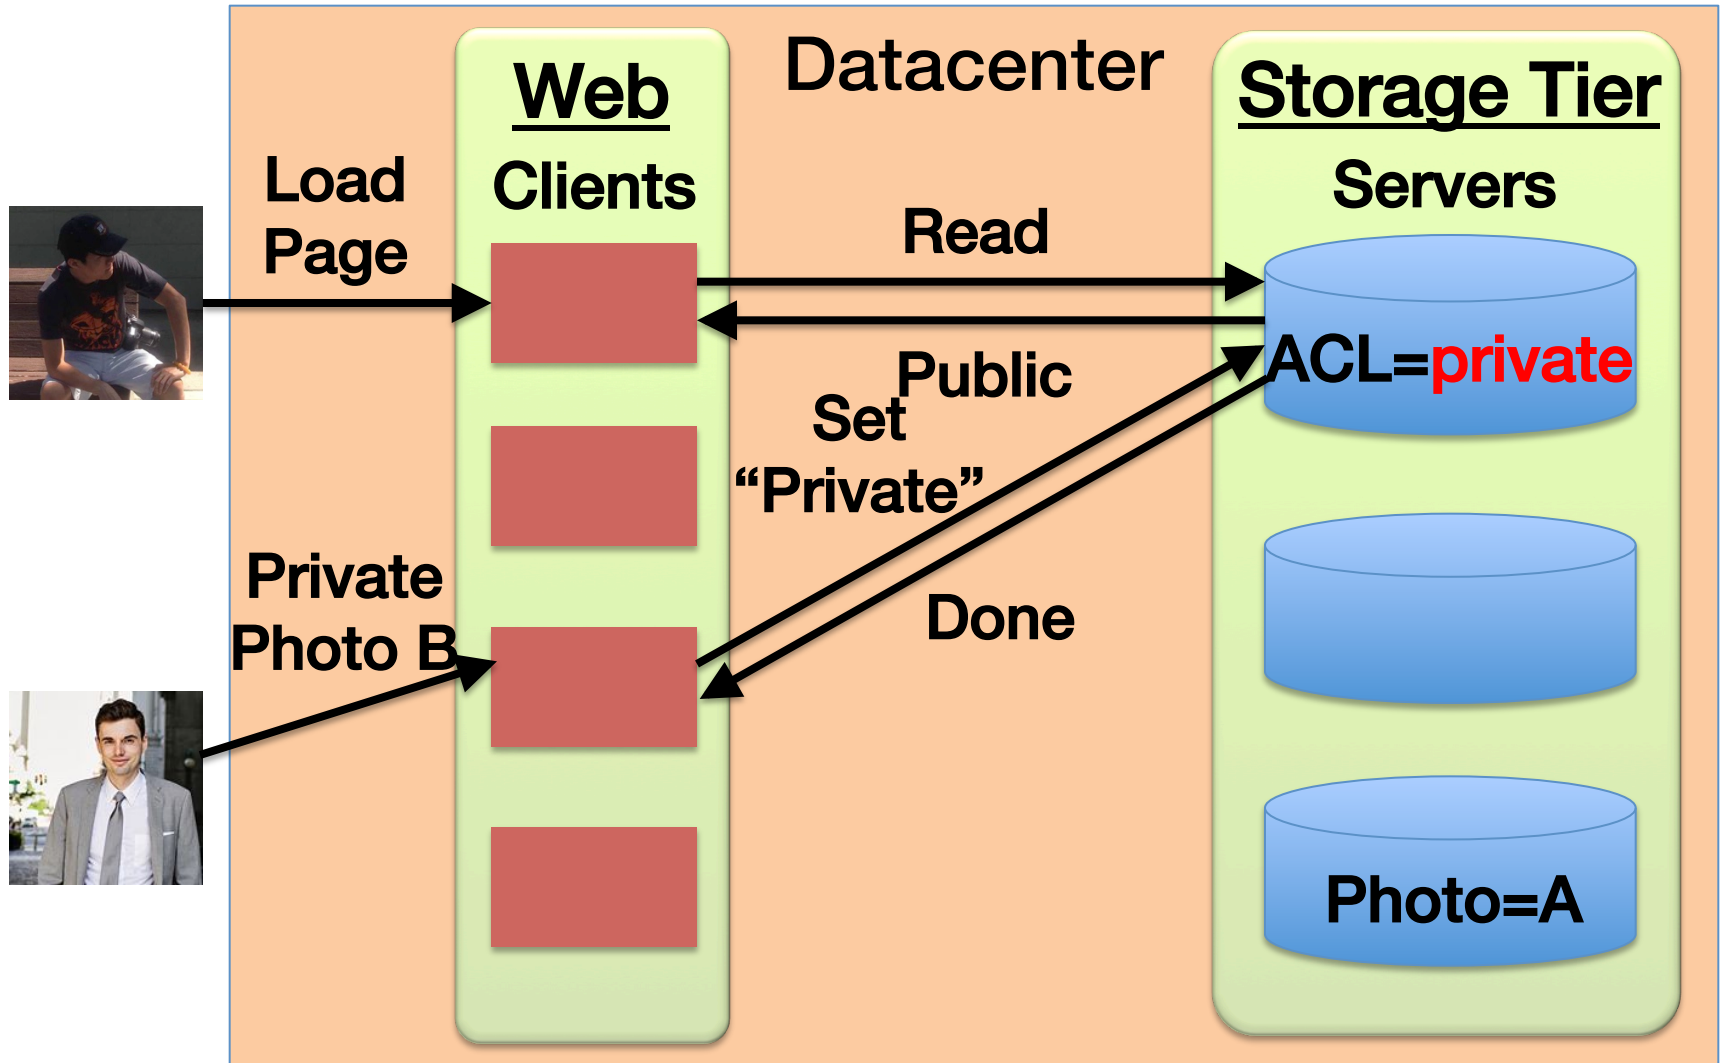 Datacenter
Web
Clients
Storage Tier
Servers
Load
Page
Read
Public
ACL=private
Set
“Private”
Private
Photo B
Done
Photo=A